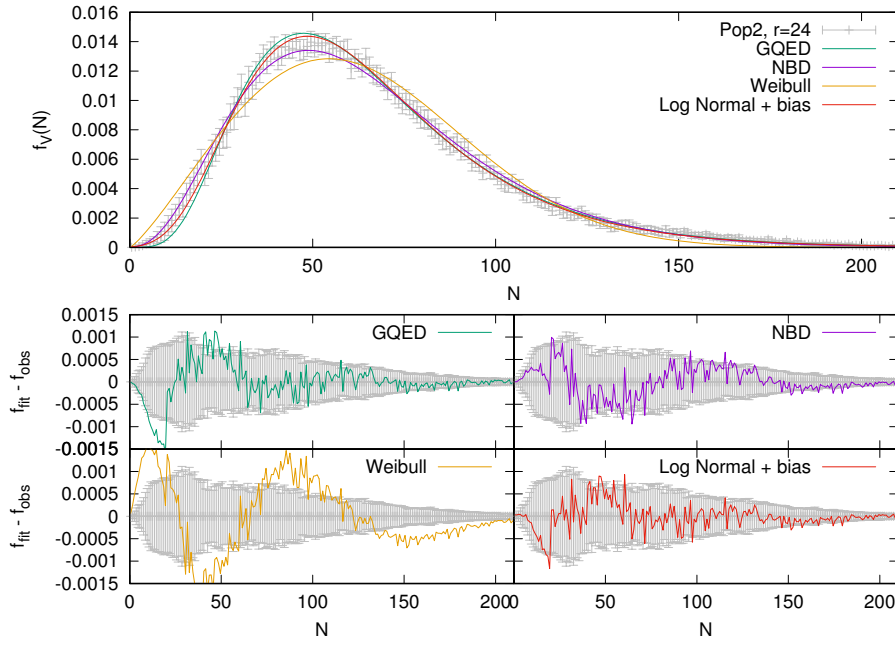 0.016
0.014
0.012
0.01
0.008
0.006
0.004
0.002
0
f_V(N)
Pop2, r=24
GQED
NBD
Weibull
Log Normal + bias
0 50 100 150 200
N
0.0015
0.001
0.0005
0
-0.0005
-0.001
-0.0015
f_fit - f_obs
GQED
NBD
0.001
0.0005
0
-0.0005
-0.001
-0.0015
f_fit - f_obs
Weibull
Log Normal + bias
0 50 100 150 200
0 50 100 150 200
N
N